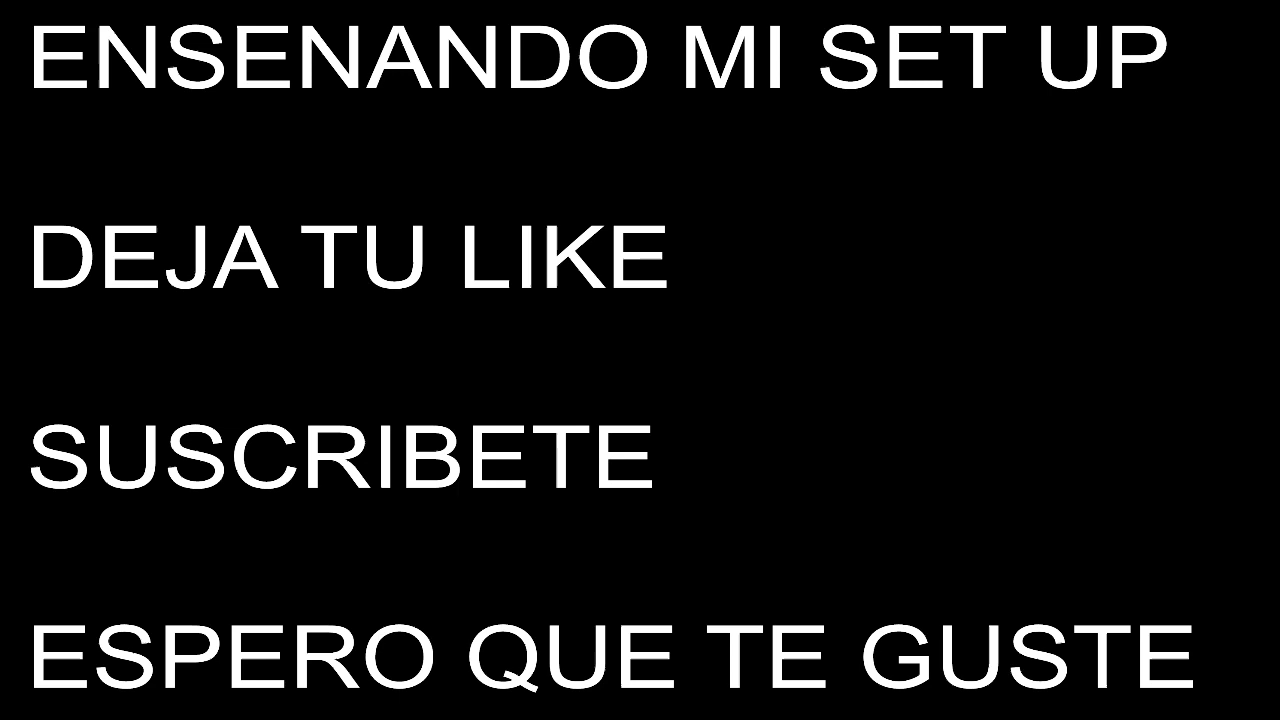 ENSENANDO MI SET UP
DEJA TU LIKE
SUSCRIBETE
ESPERO QUE TE GUSTE